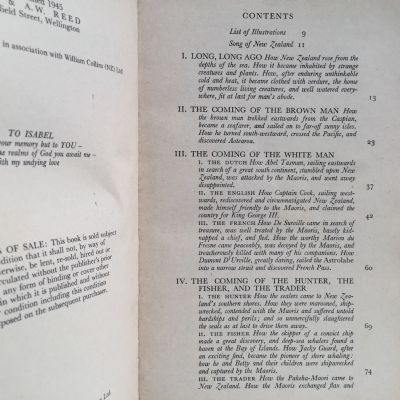 1945
& A. W. REED
field Street, Wellington
in association with William Collins (NZ) Ltd
TO ISABEL
your memory but to YOU –
the realms of God you await me –
with my undying love
OF SALE: This book is sold subject
condition that it shall not, by way of
otherwise, be lent, re-sold, hired out or
circulated without the publisher's prior
any form of binding or cover other
in which it is published and without
condition being
posed on the subsequent purchaser.
Ltd
CONTENTS
List of Illustrations 9
Song of New Zealand 11
I. LONG, LONG AGO How New Zealand rose from the
depths of the sea. How it became inhabited by strange
creatures and plants. How, after enduring unthinkable
cold and heat, it became clothed with verdure, the home
of numberless living creatures, and well watered every-
where, fit at last for man's abode. 13
II. THE COMING OF THE BROWN MAN How
the brown man trekked eastwards from the Caspian,
became a seafarer, and sailed on to far-off sunny isles.
How he turned south-eastward, crossed the Pacific, and
discovered Aotearoa. 23
III. THE COMING OF THE WHITE MAN
I. THE DUTCH How Abel Tasman, sailing eastwards
in search of a great south continent, stumbled upon New
Zealand, was attacked by the Maoris, and went away
disappointed. 37
II. THE ENGLISH How Captain Cook, sailing west-
wards, rediscovered and circumnavigated New Zealand,
made himself friendly to the Maoris, and claimed the
country for King George III. 42
III. THE FRENCH How De Surville came in search of
treasure, was well treated by the Maoris, basely kid-
napped a chief, and fled. How the worthy Marion du
Fresne came peaceably, was decoyed by the Maoris, and
treacherously killed with many of his companions. How
Dumont D'Urville, greatly daring, sailed the Astrolabe
into a narrow strait and discovered French Pass. 60
IV. THE COMING OF THE HUNTER, THE
FISHER, AND THE TRADER
I. THE HUNTER How the sealers came to New Zea-
land's southern shores. How they were marooned, ship-
wrecked, contended with the Maoris and suffered untold
hardships and perils; and so unmercifully slaughtered
the seals as at last to drive them away. 69
II. THE FISHER How the skipper of a convict ship
made a great discovery, and deep-sea whalers found a
haven at the Bay of Islands. How Jacky Guard, after
an exciting find, became the pioneer of shore whaling:
how he and Betty and their children were shipwrecked
and captured by the Maoris. 74
III. THE TRADER How the Pakeha-Maori came to
New Zealand. How the Maoris exchanged flax and